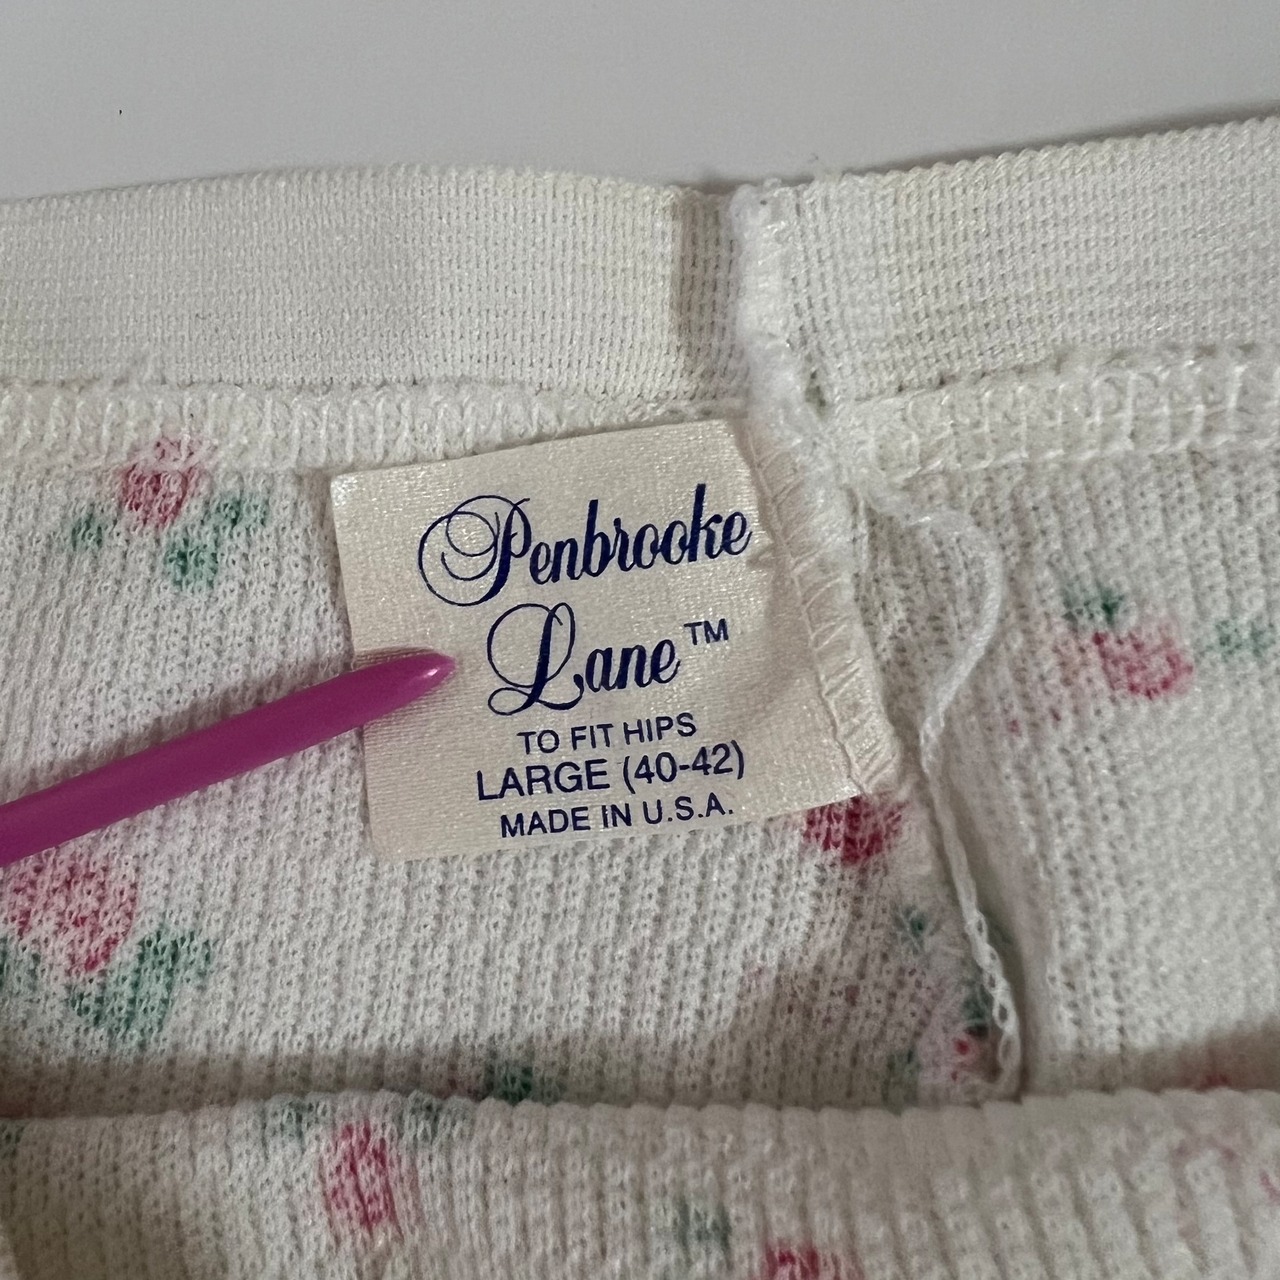 Penbrooke
Lane™
TO FIT HIPS
LARGE (40-42)
MADE IN U.S.A.